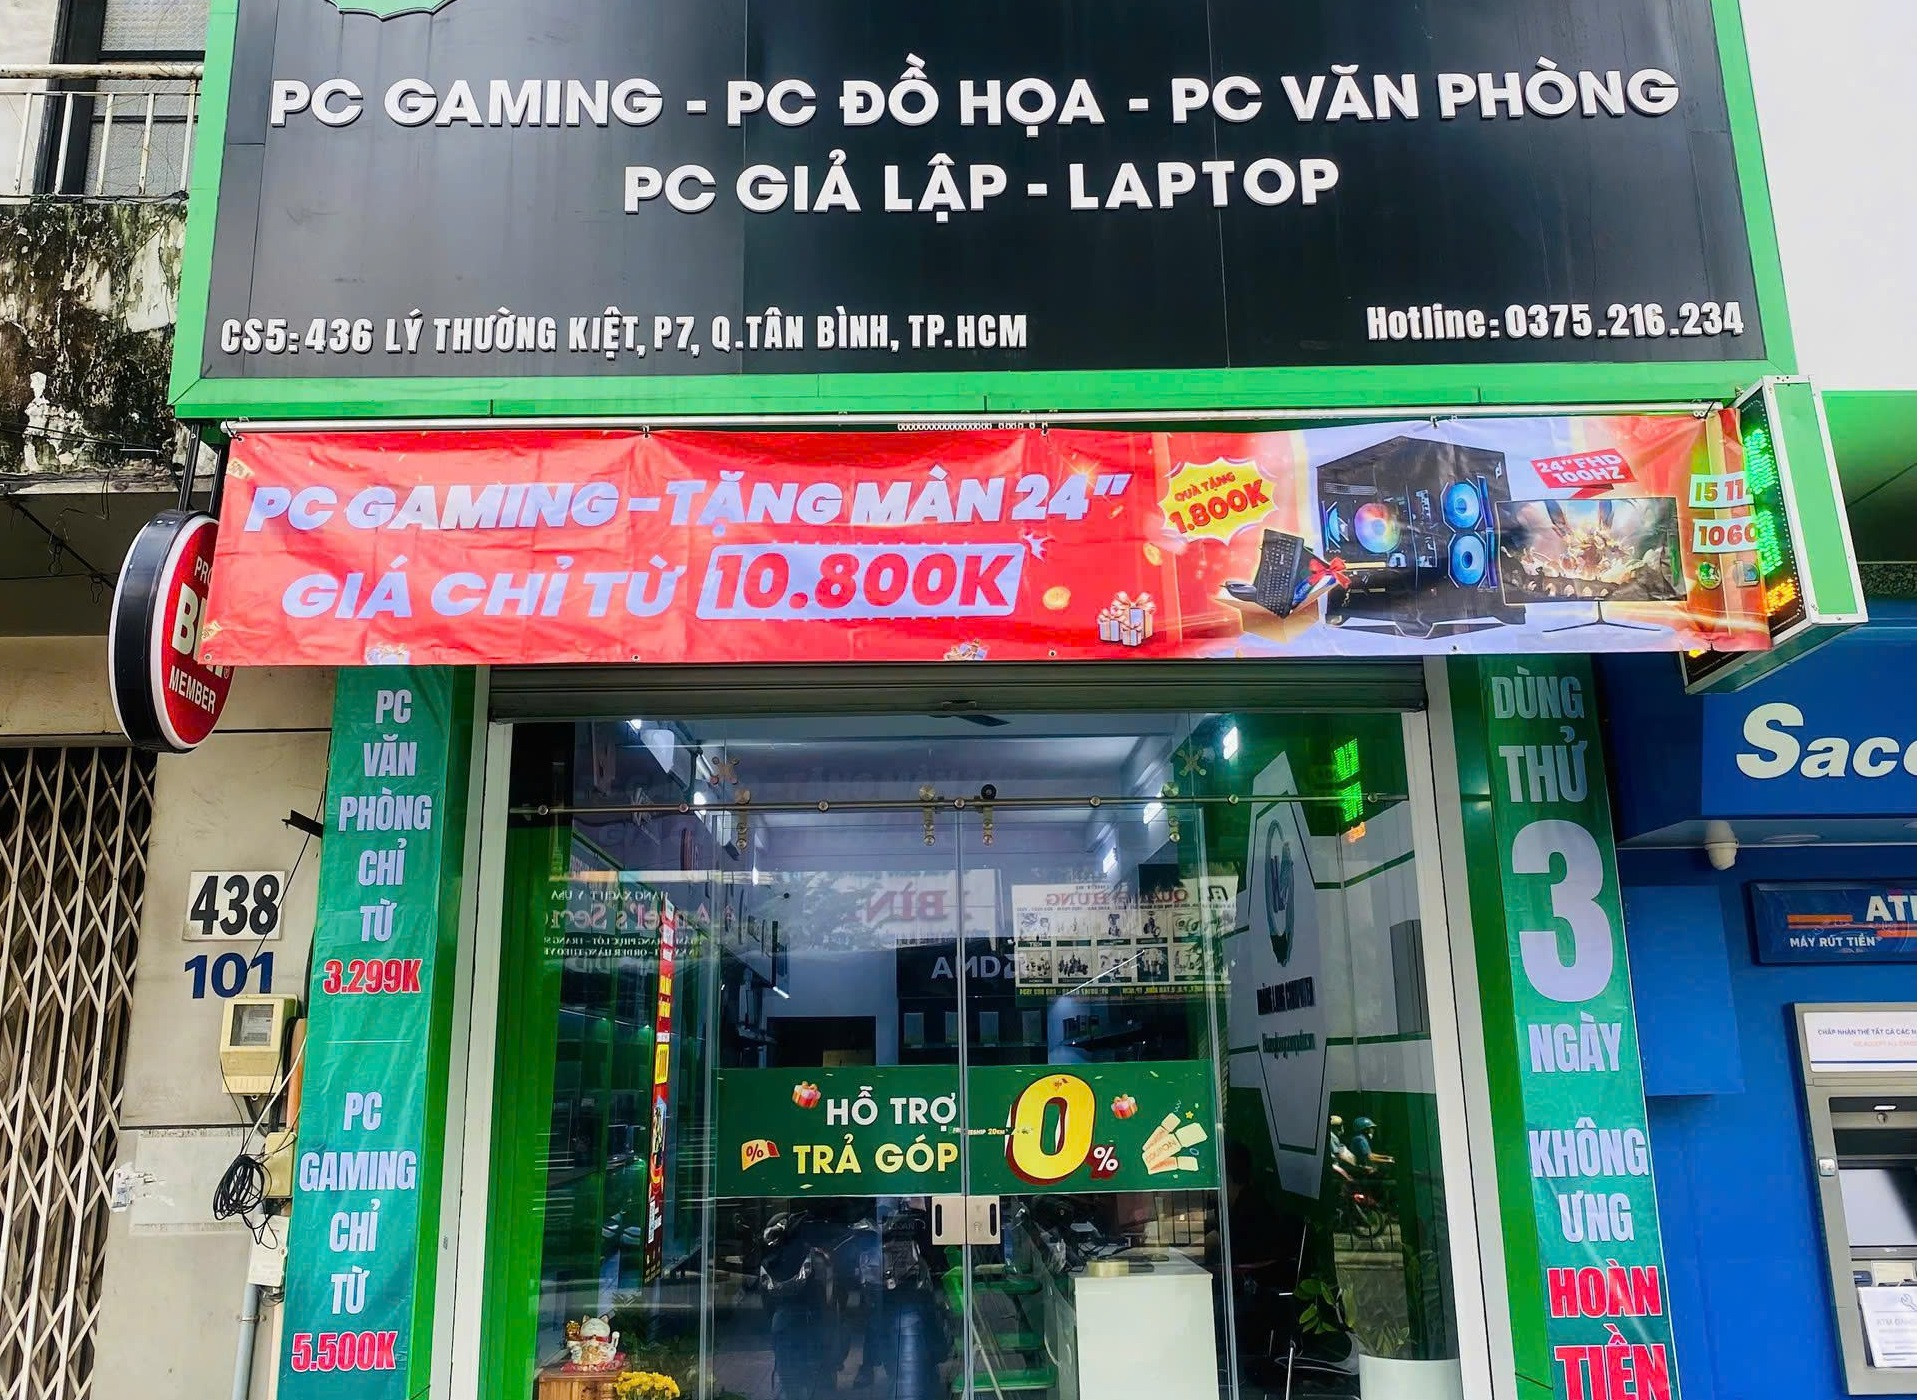 PC GAMING - PC ĐỒ HỌA - PC VĂN PHÒNG
PC GIẢ LẬP - LAPTOP
CS5: 436 LÝ THƯỜNG KIỆT, P7, Q.TÂN BÌNH, TP.HCM
Hotline: 0375.216.234
PC GAMING - TẶNG MÀN 24"
GIÁ CHỈ TỪ 10.800K
QUÀ TẶNG
1.800K
24" FHD
100HZ
I5 114
1060
MEMBER
PC
VĂN
PHÒNG
CHỈ
TỪ
3.299K
PC
GAMING
CHỈ
TỪ
5.500K
438
101
HỖ TRỢ
TRẢ GÓP
0%
%
DÙNG
THỬ
3
NGÀY
KHÔNG
ƯNG
HOÀN
TIỀN
Saco
ATM
MÁY RÚT TIỀN